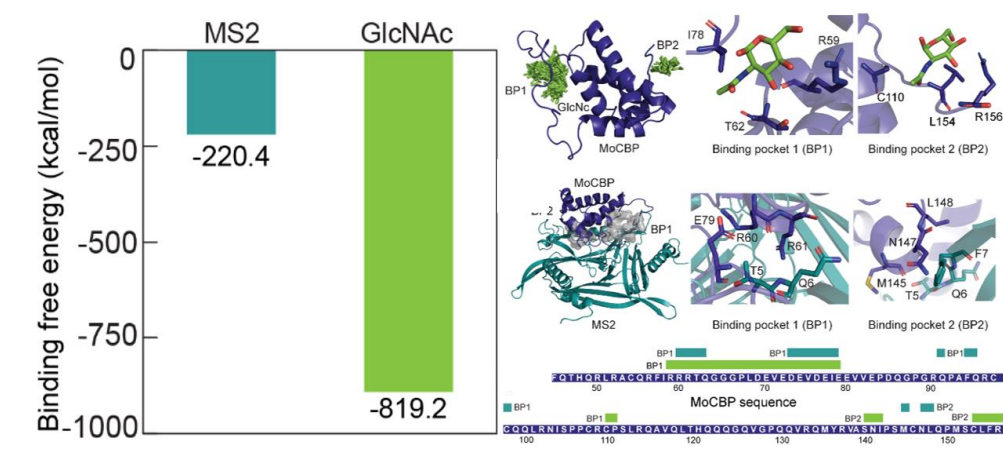 MS2 GlcNAc
Binding free energy (kcal/mol)
0
-250
-500
-750
-1000
-220.4
-819.2
BP1
BP2
GlcNc
MoCBP
I78
R59
T62
Binding pocket 1 (BP1)
C110
L154
R156
Binding pocket 2 (BP2)
MoCBP
BP1
MS2
E79
R60
R61
T5
Q6
Binding pocket 1 (BP1)
L148
N147
M145
F7
T5
Q6
Binding pocket 2 (BP2)
BP1 BP1 BP1
BP1
FQTHQRLRACQRFIRRRTQGGGPLDEVEDEVDEIEEVVEPDQGPGRQPAFQRC
50 60 70 80 90
MoCBP sequence
BP1 BP2
BP1 BP2 BP2
CQQLRNISPPCRCPSLRQAVQLTHQQQGQVGPQQVRQMYRVASNIPSMCNLQPVSCLFR
100 110 120 130 140 150